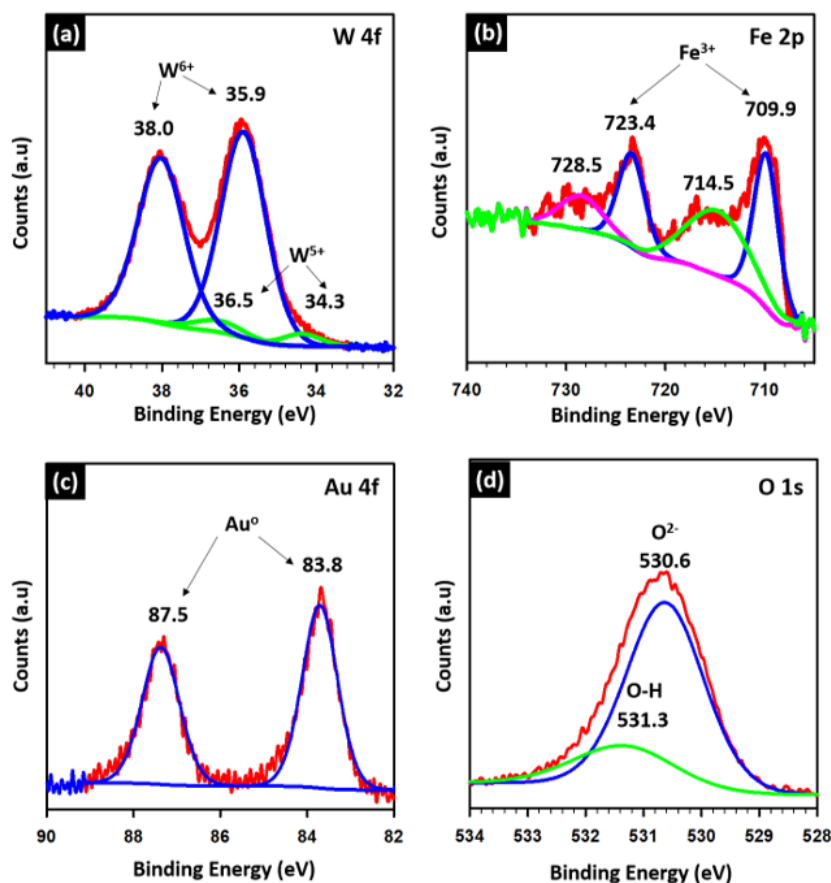 (a)
W 4f
W⁶⁺
35.9
38.0
W⁵⁺
36.5
34.3
Counts (a.u)
40 38 36 34 32
Binding Energy (eV)
(b)
Fe 2p
Fe³⁺
709.9
723.4
728.5
714.5
Counts (a.u)
740 730 720 710
Binding Energy (eV)
(c)
Au 4f
Au⁰
83.8
87.5
Counts (a.u)
90 88 86 84 82
Binding Energy (eV)
(d)
O 1s
O²⁻
530.6
O-H
531.3
Counts (a.u)
534 533 532 531 530 529 528
Binding Energy (eV)